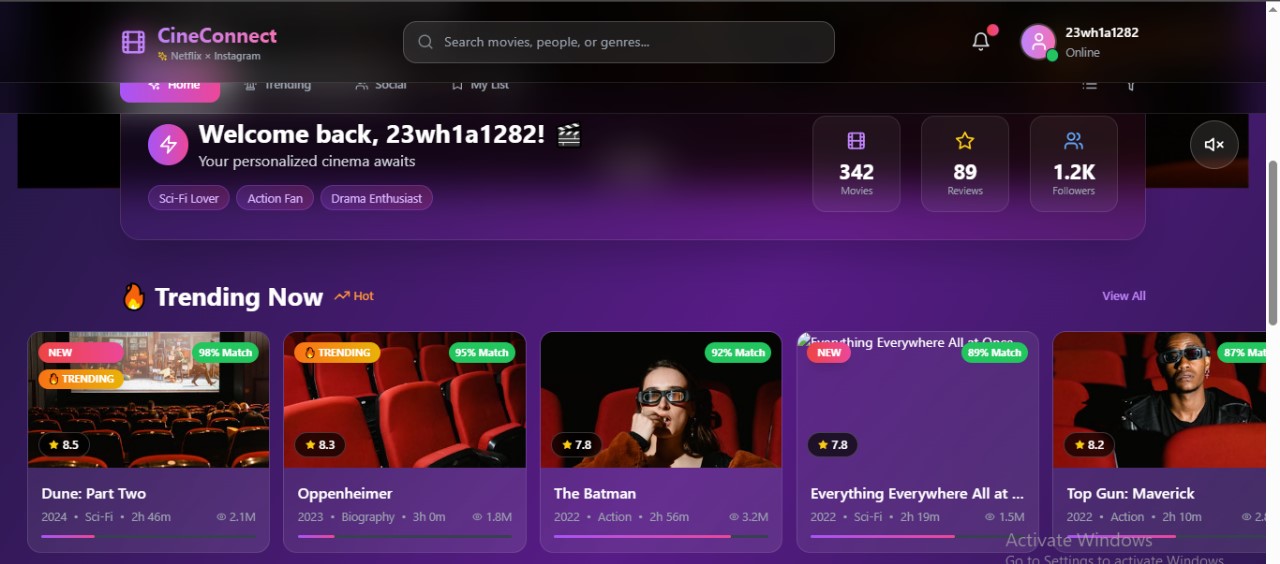 CineConnect
✨ Netflix × Instagram
Search movies, people, or genres...
23wh1a1282
Online
Home
Trending
Social
My List
Welcome back, 23wh1a1282! 🎬
Your personalized cinema awaits
Sci-Fi Lover
Action Fan
Drama Enthusiast
342
Movies
89
Reviews
1.2K
Followers
🔥 Trending Now
Hot
View All
NEW
98% Match
🔥 TRENDING
⭐ 8.5
Dune: Part Two
2024 • Sci-Fi • 2h 46m
2.1M
🔥 TRENDING
95% Match
⭐ 8.3
Oppenheimer
2023 • Biography • 3h 0m
1.8M
92% Match
⭐ 7.8
The Batman
2022 • Action • 2h 56m
3.2M
Everything Everywhere All at Once
NEW
89% Match
⭐ 7.8
Everything Everywhere All at ...
2022 • Sci-Fi • 2h 19m
1.5M
87% Mat
⭐ 8.2
Top Gun: Maverick
2022 • Action • 2h 10m
2.8
Activate Windows
Go to Settings to activate Windows.